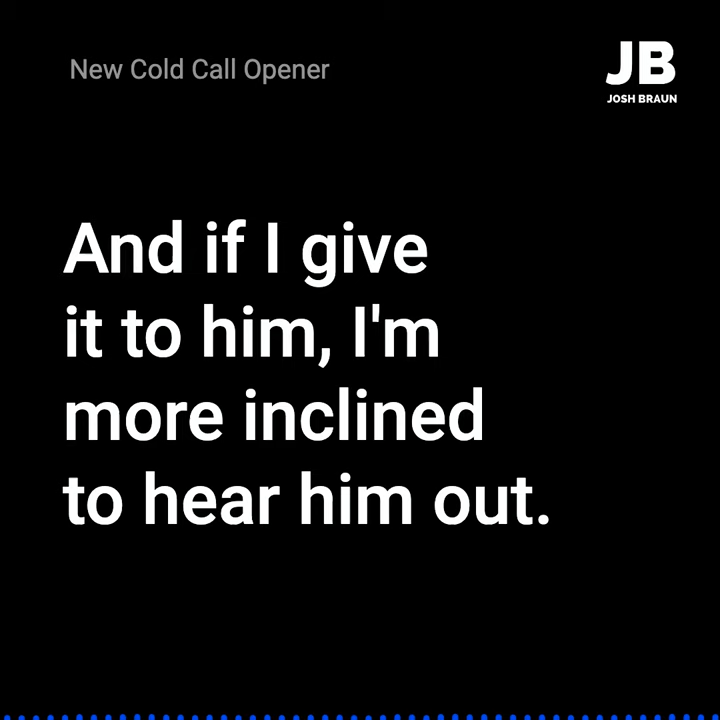 New Cold Call Opener
JB
JOSH BRAUN
And if I give
it to him, I'm
more inclined
to hear him out.